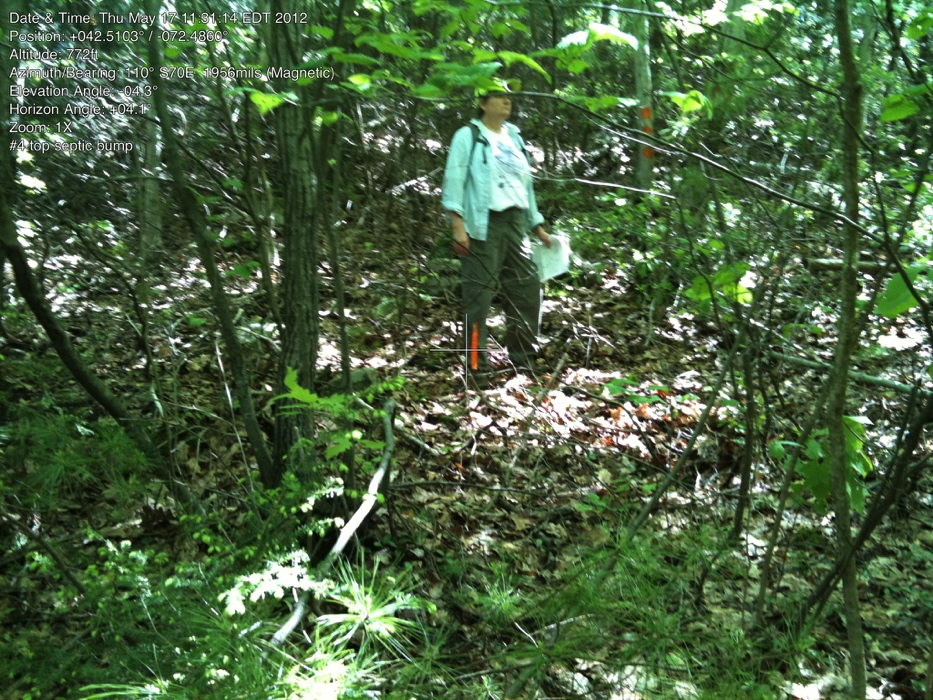 Date & Time: Thu May 17 11:31:14 EDT 2012
Position: +042.5103° / -072.4860°
Altitude: 772ft
Azimuth/Bearing: 110° S70E 1956mils (Magnetic)
Elevation Angle: -04.3°
Horizon Angle: +04.1°
Zoom: 1X
#4 top septic bump